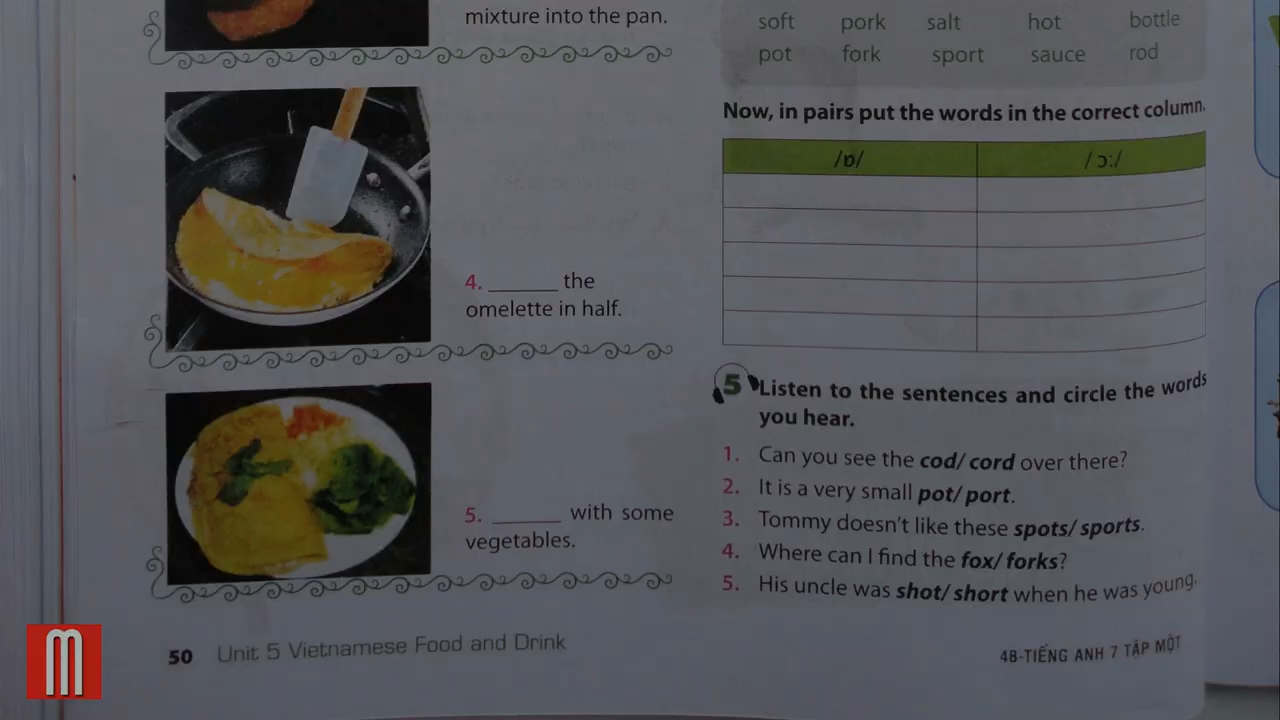 mixture into the pan.
4. ______ the
omelette in half.
5. ______ with some
vegetables.
50 Unit 5 Vietnamese Food and Drink
soft pork salt hot bottle
pot fork sport sauce rod
Now, in pairs put the words in the correct column.
/ɒ/ /ɔ:/
5 Listen to the sentences and circle the words
you hear.
1. Can you see the cod/ cord over there?
2. It is a very small pot/ port.
3. Tommy doesn't like these spots/ sports.
4. Where can I find the fox/ forks?
5. His uncle was shot/ short when he was young.
4B-TIẾNG ANH 7 TẬP MỘT
M